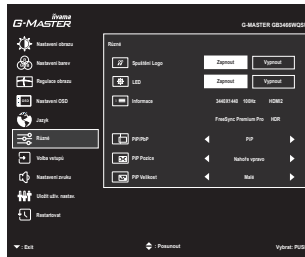 iiyama
G-MASTER
G-MASTER GB3466WQSU
Nastavení obrazu
Nastavení barev
Regulace obrazu
Nastavení OSD
Jazyk
Různé
Volba vstupů
Nastavení zvuku
Uložit uživ. nastav.
Restartovat
Různé
Spuštění Logo Zapnout Vypnout
LED Zapnout Vypnout
Informace 3440X1440 100Hz HDMI2
FreeSync Premium Pro HDR
PIP/PbP PIP
PIP Pozice Nahoře vpravo
PIP Velikost Malá
: Exit
: Posunout
Vybrat: PUSH